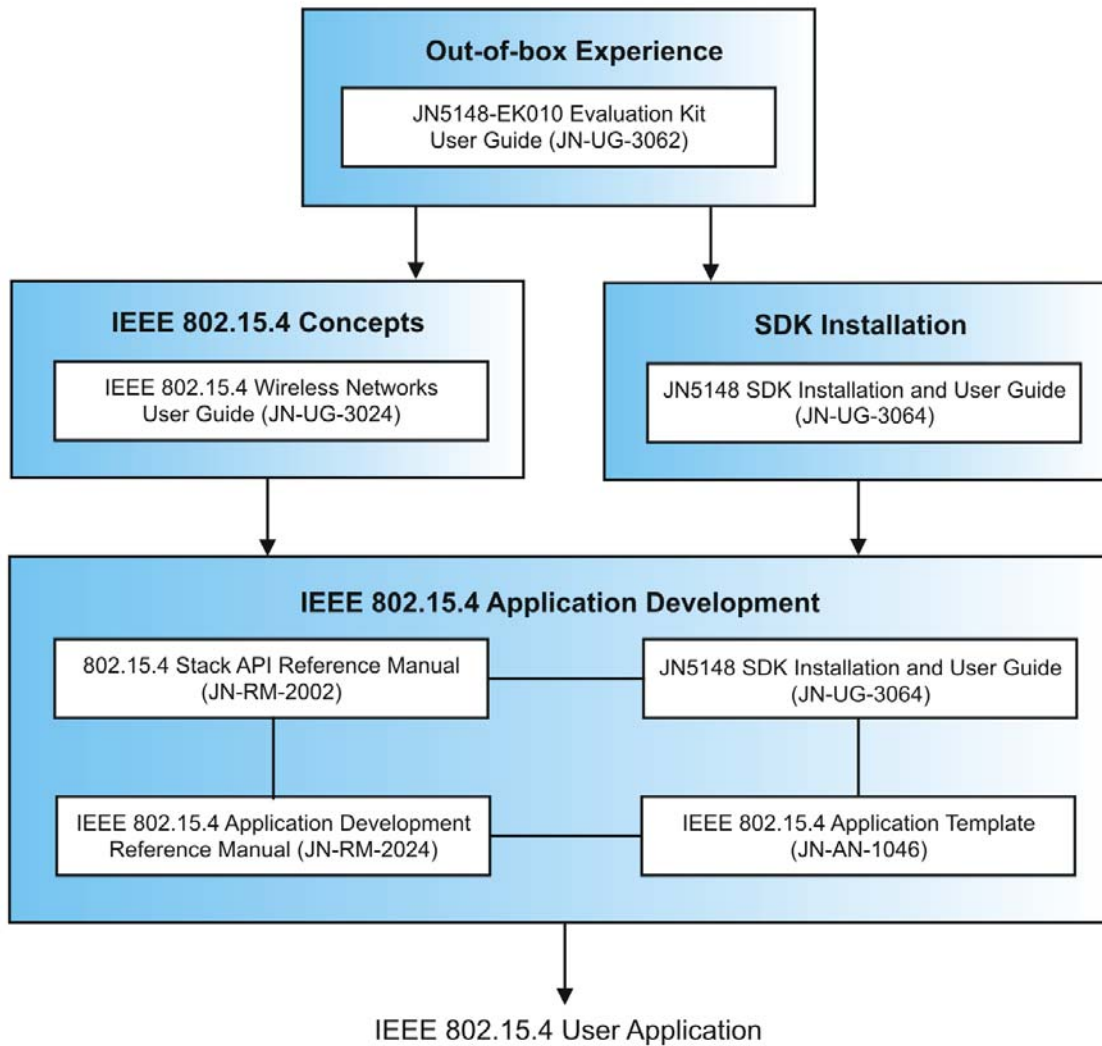 Out-of-box Experience
JN5148-EK010 Evaluation Kit
User Guide (JN-UG-3062)
IEEE 802.15.4 Concepts
IEEE 802.15.4 Wireless Networks
User Guide (JN-UG-3024)
SDK Installation
JN5148 SDK Installation and User Guide
(JN-UG-3064)
IEEE 802.15.4 Application Development
802.15.4 Stack API Reference Manual
(JN-RM-2002)
JN5148 SDK Installation and User Guide
(JN-UG-3064)
IEEE 802.15.4 Application Development
Reference Manual (JN-RM-2024)
IEEE 802.15.4 Application Template
(JN-AN-1046)
IEEE 802.15.4 User Application